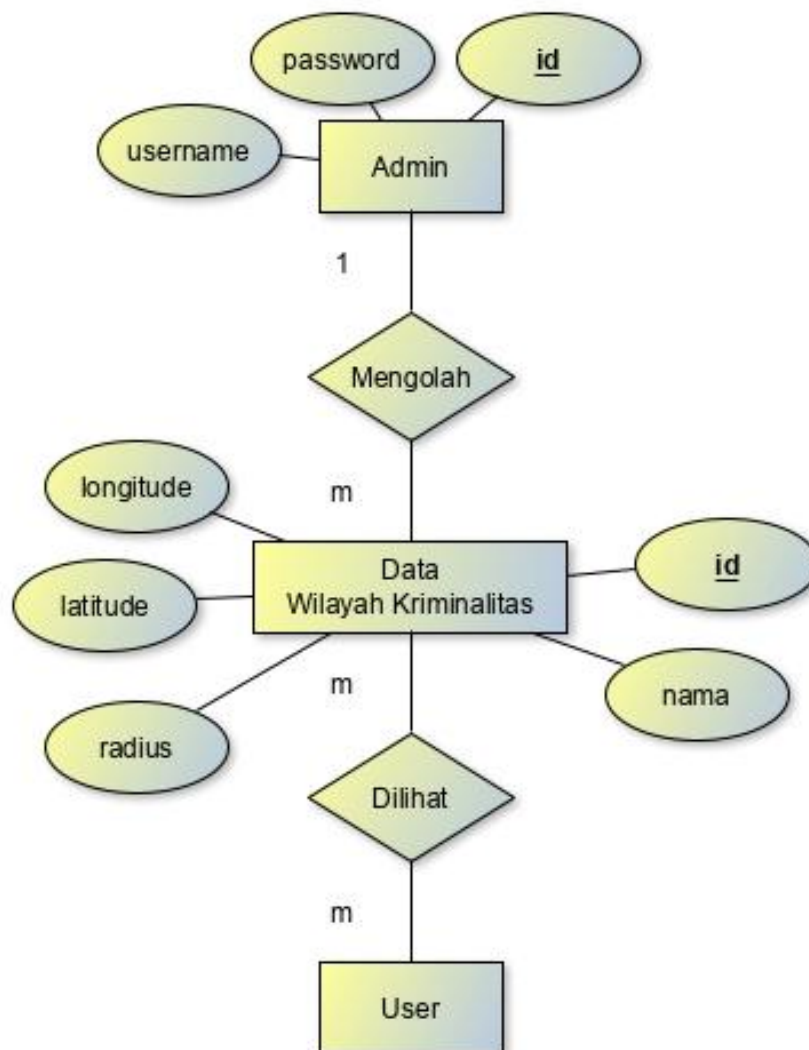 password
id
username
Admin
1
Mengolah
m
longitude
Data
Wilayah Kriminalitas
id
latitude
m
nama
radius
Dilihat
m
User